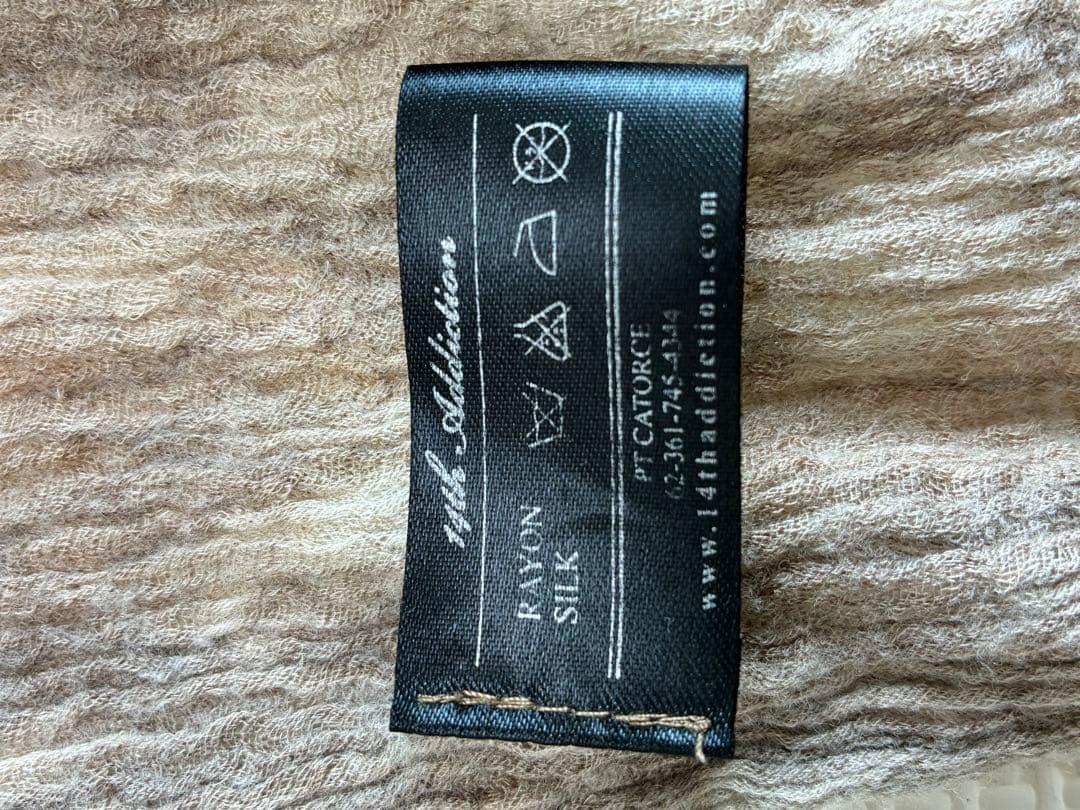 14th Addiction
RAYON
SILK
PT CATORCE
62-361-745-4344
www.14thaddiction.com